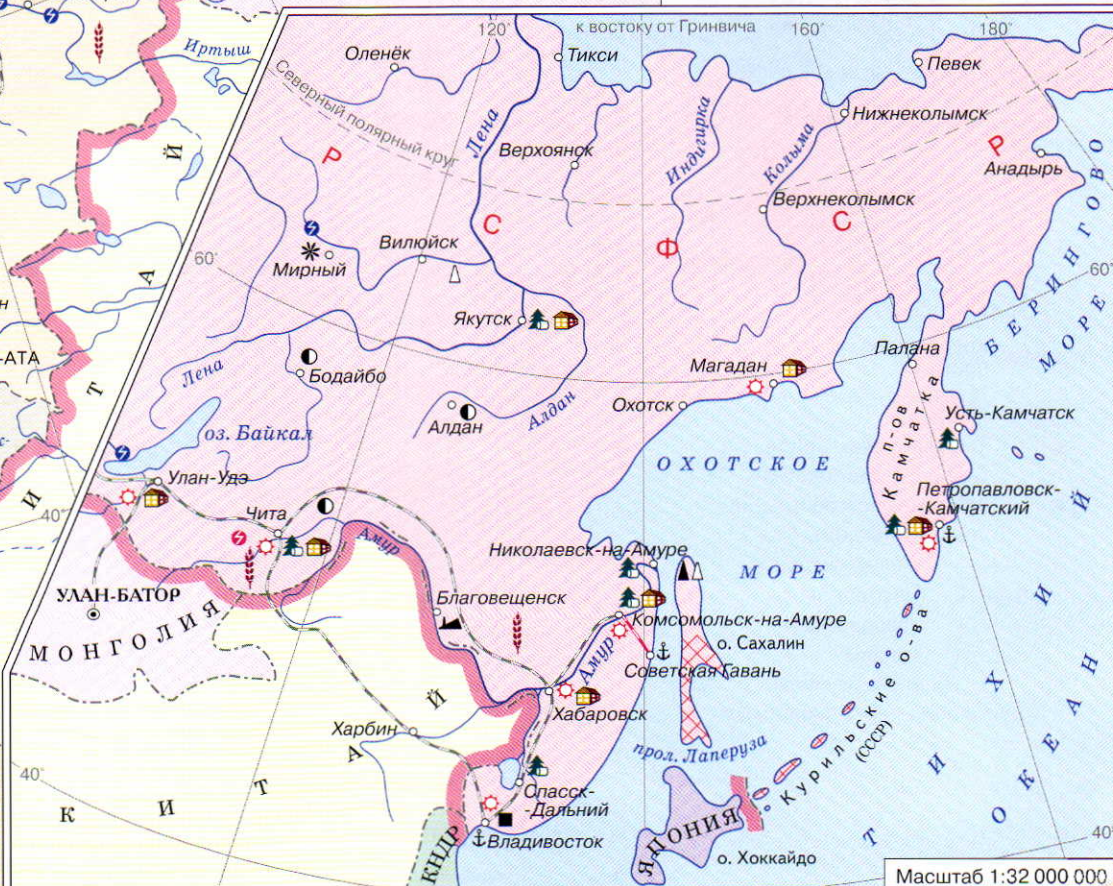 к востоку от Гринвича
120°
160°
180°
Иртыш
Оленёк
Тикси
Певек
Северный полярный круг
Лена
Нижнеколымск
Р
Верхоянск
Индигирка
Колыма
Р
Анадырь
Верхнеколымск
С
С
Ф
Вилюйск
Мирный
60°
60°
БЕРИНГОВО
МОРЕ
Якутск
Магадан
Палана
Лена
Бодайбо
Охотск
Алдан
Алдан
п-ов
Камчатка
Усть-Камчатск
оз. Байкал
ОХОТСКОЕ
МОРЕ
Улан-Удэ
Петропавловск-
-Камчатский
40°
Чита
Амур
Николаевск-на-Амуре
УЛАН-БАТОР
Благовещенск
Комсомольск-на-Амуре
МОНГОЛИЯ
о. Сахалин
Амур
Советская Гавань
Хабаровск
Харбин
прол. Лаперуза
Курильские о-ва
(СССР)
ТИХИЙ
ОКЕАН
40°
КИТАЙ
КИТАЙ
-АТА
Спасск-
-Дальний
Владивосток
КНДР
ЯПОНИЯ
о. Хоккайдо
40°
Масштаб 1:32 000 000